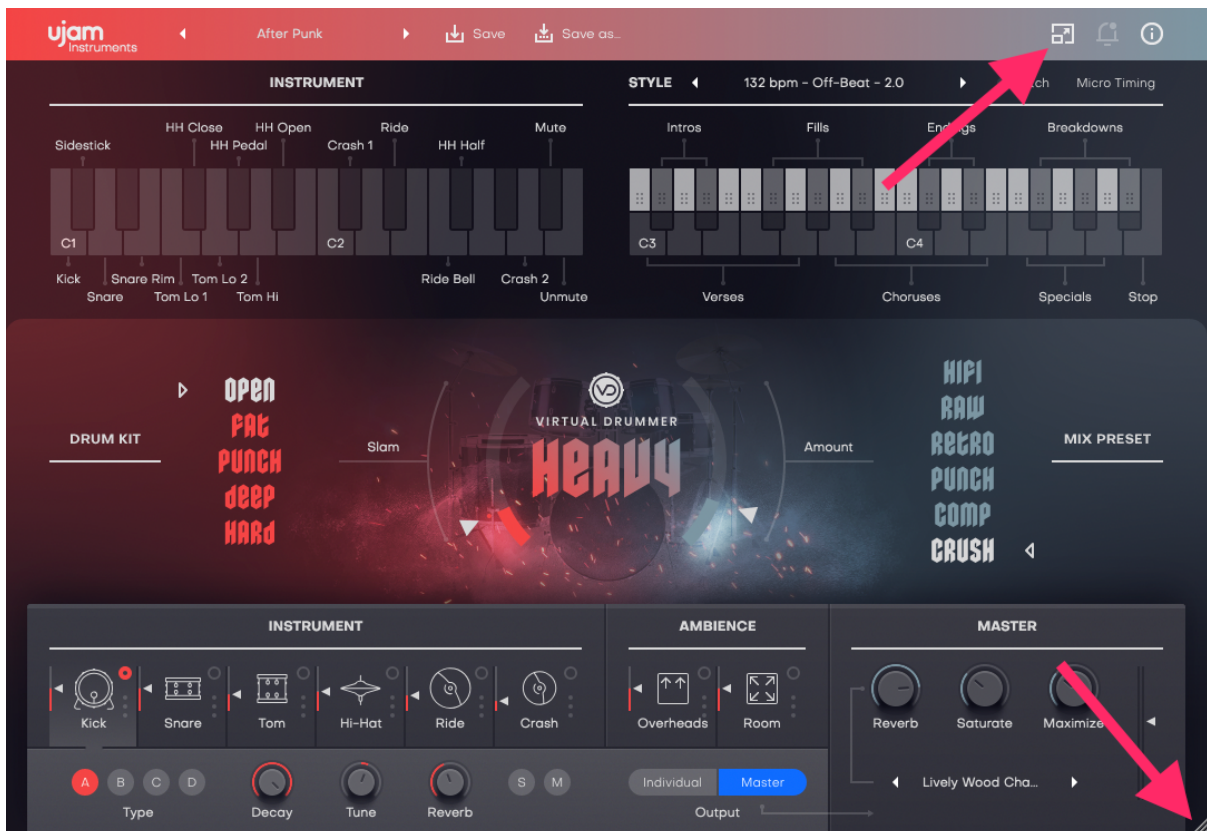 ujam
Instruments
After Punk
Save
Save as...
INSTRUMENT
STYLE
132 bpm - Off-Beat - 2.0
Micro Timing
HH Close HH Open Ride Mute
Sidestick HH Pedal Crash 1 HH Half
Intros Fills Endings Breakdowns
C1 C2
C3 C4
Kick Snare Rim Tom Lo 2 Ride Bell Crash 2
Snare Tom Lo 1 Tom Hi Unmute
Verses Choruses Specials Stop
DRUM KIT
OPEN
FAT
PUNCH
DEEP
HARD
Slam
VD
VIRTUAL DRUMMER
HEAVY
Amount
HIFI
RAW
RETRO
PUNCH
COMP
CRUSH
MIX PRESET
INSTRUMENT
Kick Snare Tom Hi-Hat Ride Crash
A B C D
Type
Decay Tune Reverb
S M
AMBIENCE
Overheads Room
Individual Master
Output
MASTER
Reverb Saturate Maximize
Lively Wood Cha...